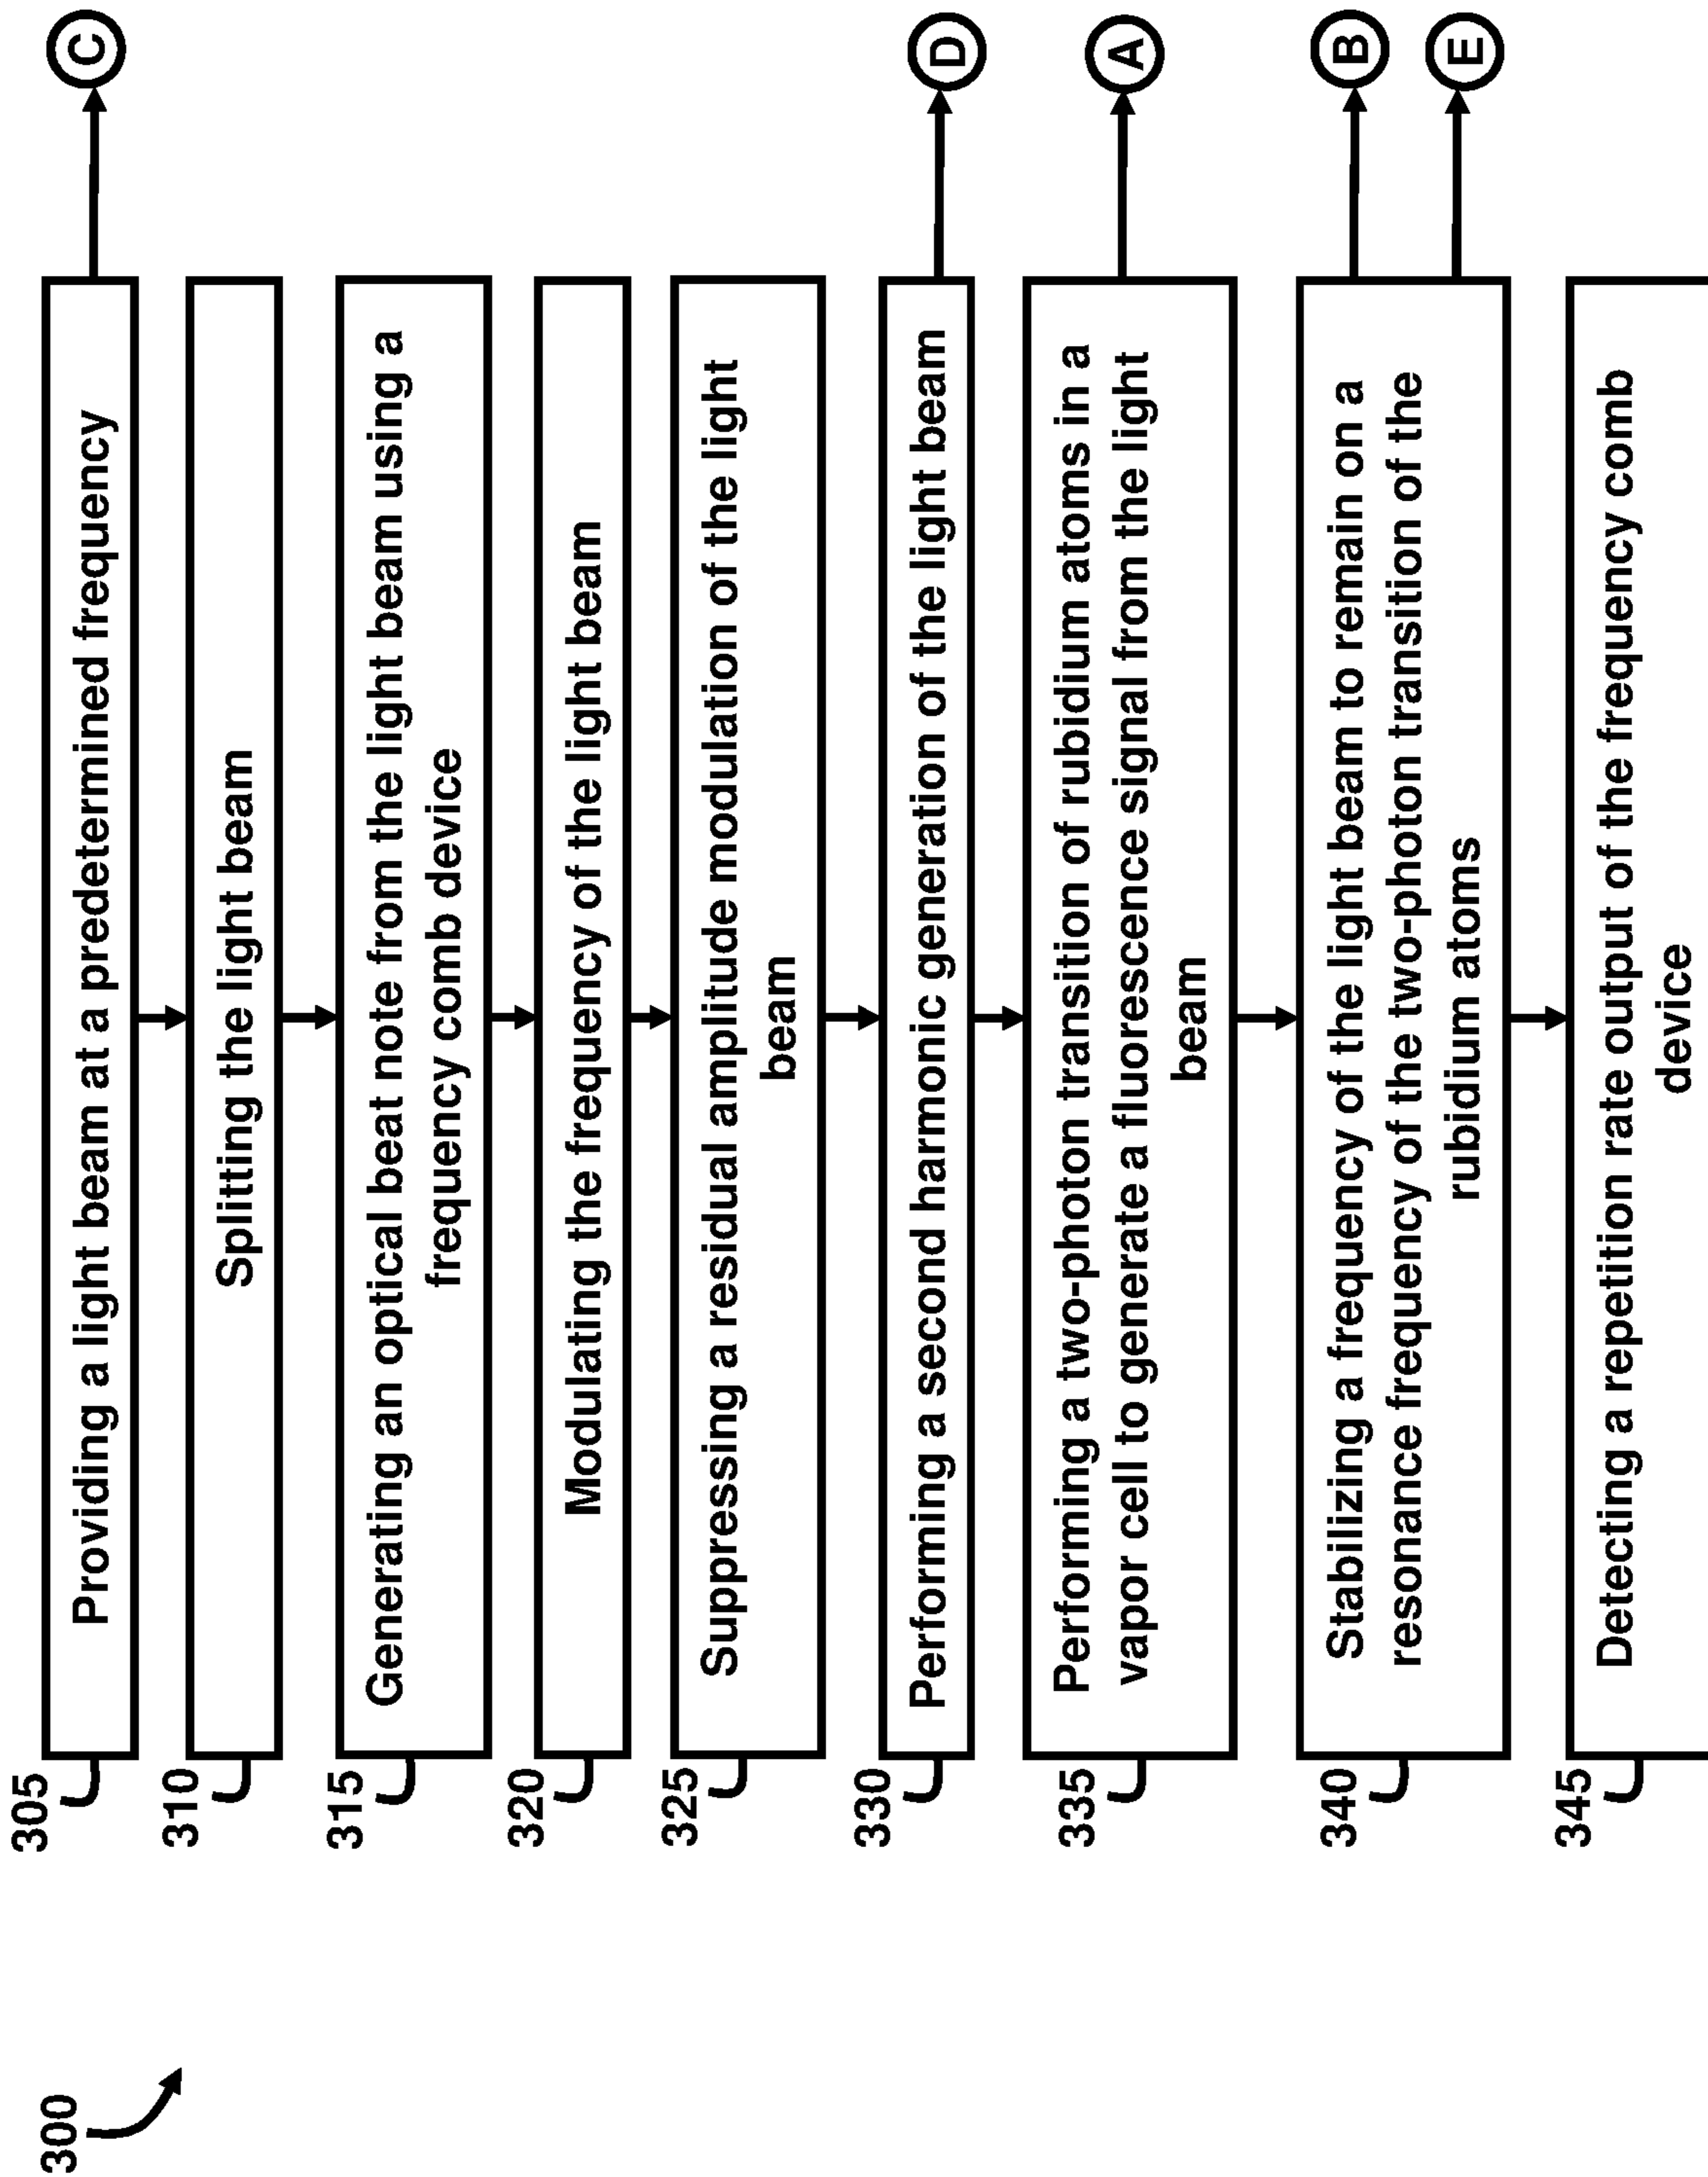 300
305
Providing a light beam at a predetermined frequency
C
310
Splitting the light beam
315
Generating an optical beat note from the light beam using a
frequency comb device
320
Modulating the frequency of the light beam
325
Suppressing a residual amplitude modulation of the light
beam
330
Performing a second harmonic generation of the light beam
D
335
Performing a two-photon transition of rubidium atoms in a
vapor cell to generate a fluorescence signal from the light
beam
A
340
Stabilizing a frequency of the light beam to remain on a
resonance frequency of the two-photon transition of the
rubidium atoms
B
E
345
Detecting a repetition rate output of the frequency comb
device